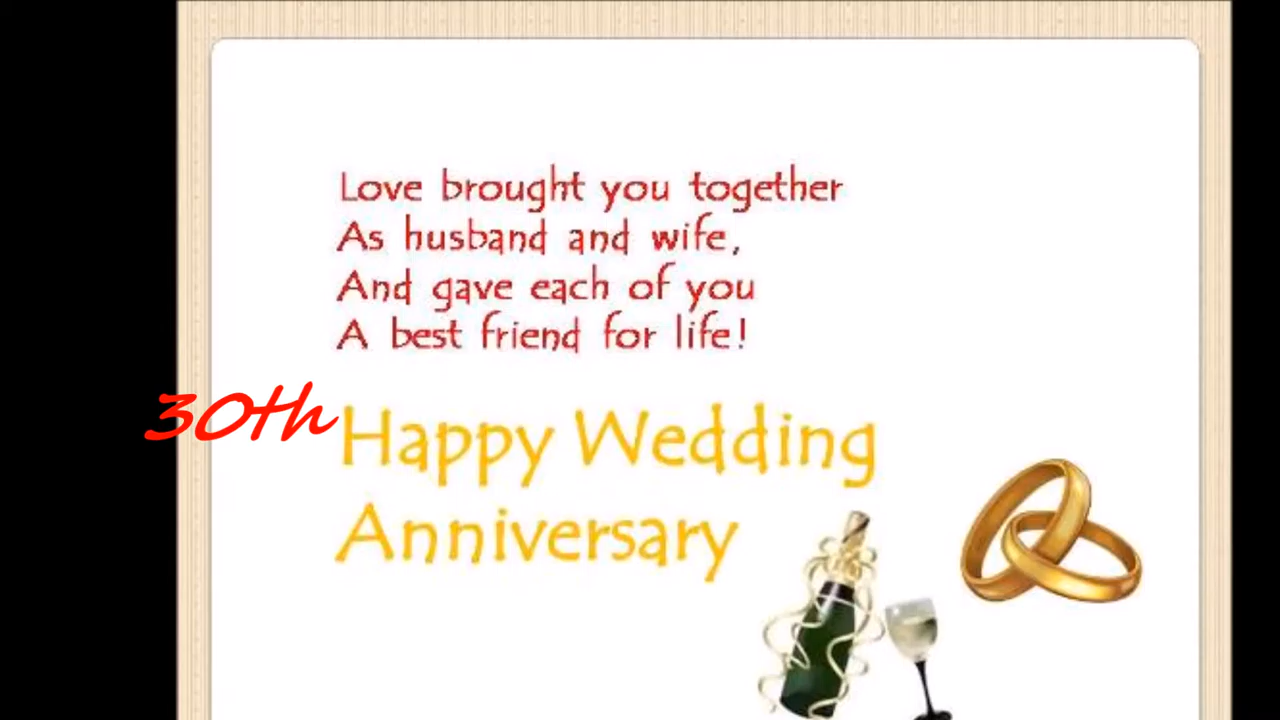 Love brought you together
As husband and wife,
And gave each of you
A best friend for life!
30th Happy Wedding
Anniversary